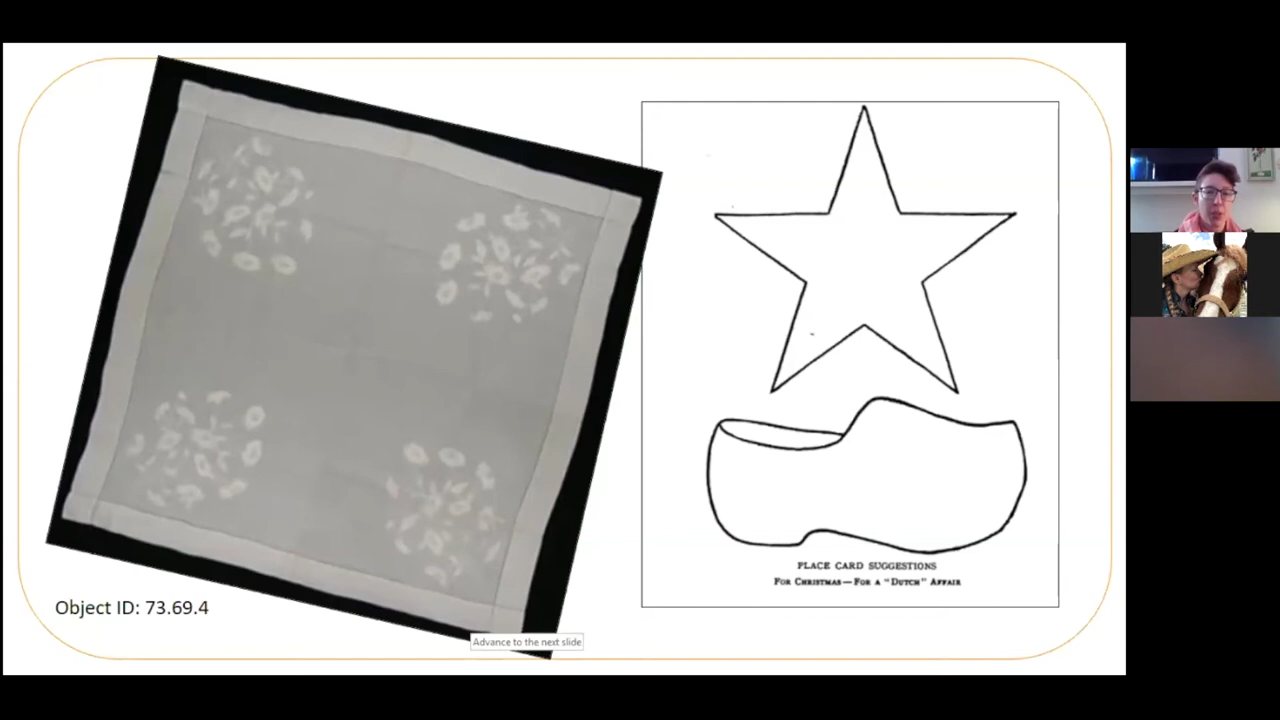 PLACE CARD SUGGESTIONS
FOR CHRISTMAS—FOR A "DUTCH" AFFAIR
Object ID: 73.69.4
Advance to the next slide